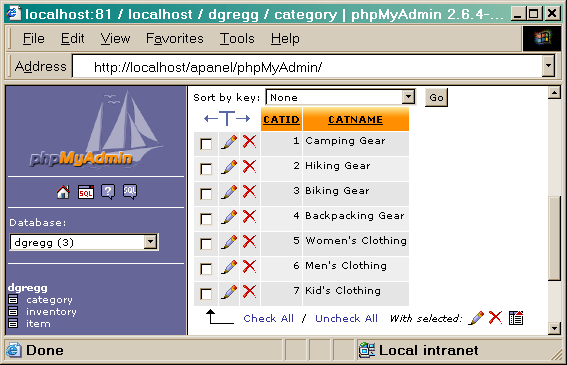 localhost:81 / localhost / dgregg / category | phpMyAdmin 2.6.4-...
File Edit View Favorites Tools Help
Address http://localhost/apanel/phpMyAdmin/
phpMyAdmin
SQL ? SQL
Database:
dgregg (3)
dgregg
category
inventory
item
Sort by key: None Go
←T→ CATID CATNAME
1 Camping Gear
2 Hiking Gear
3 Biking Gear
4 Backpacking Gear
5 Women's Clothing
6 Men's Clothing
7 Kid's Clothing
Check All / Uncheck All With selected:
Done Local intranet